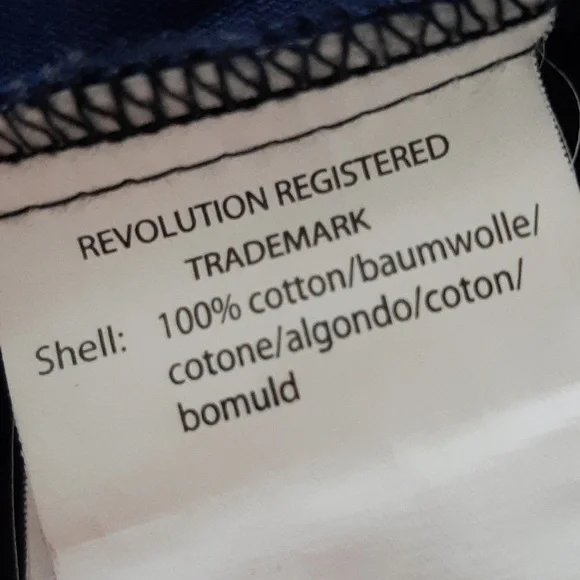 REVOLUTION REGISTERED
TRADEMARK
Shell: 100% cotton/baumwolle/
cotone/algondo/coton/
bomuld